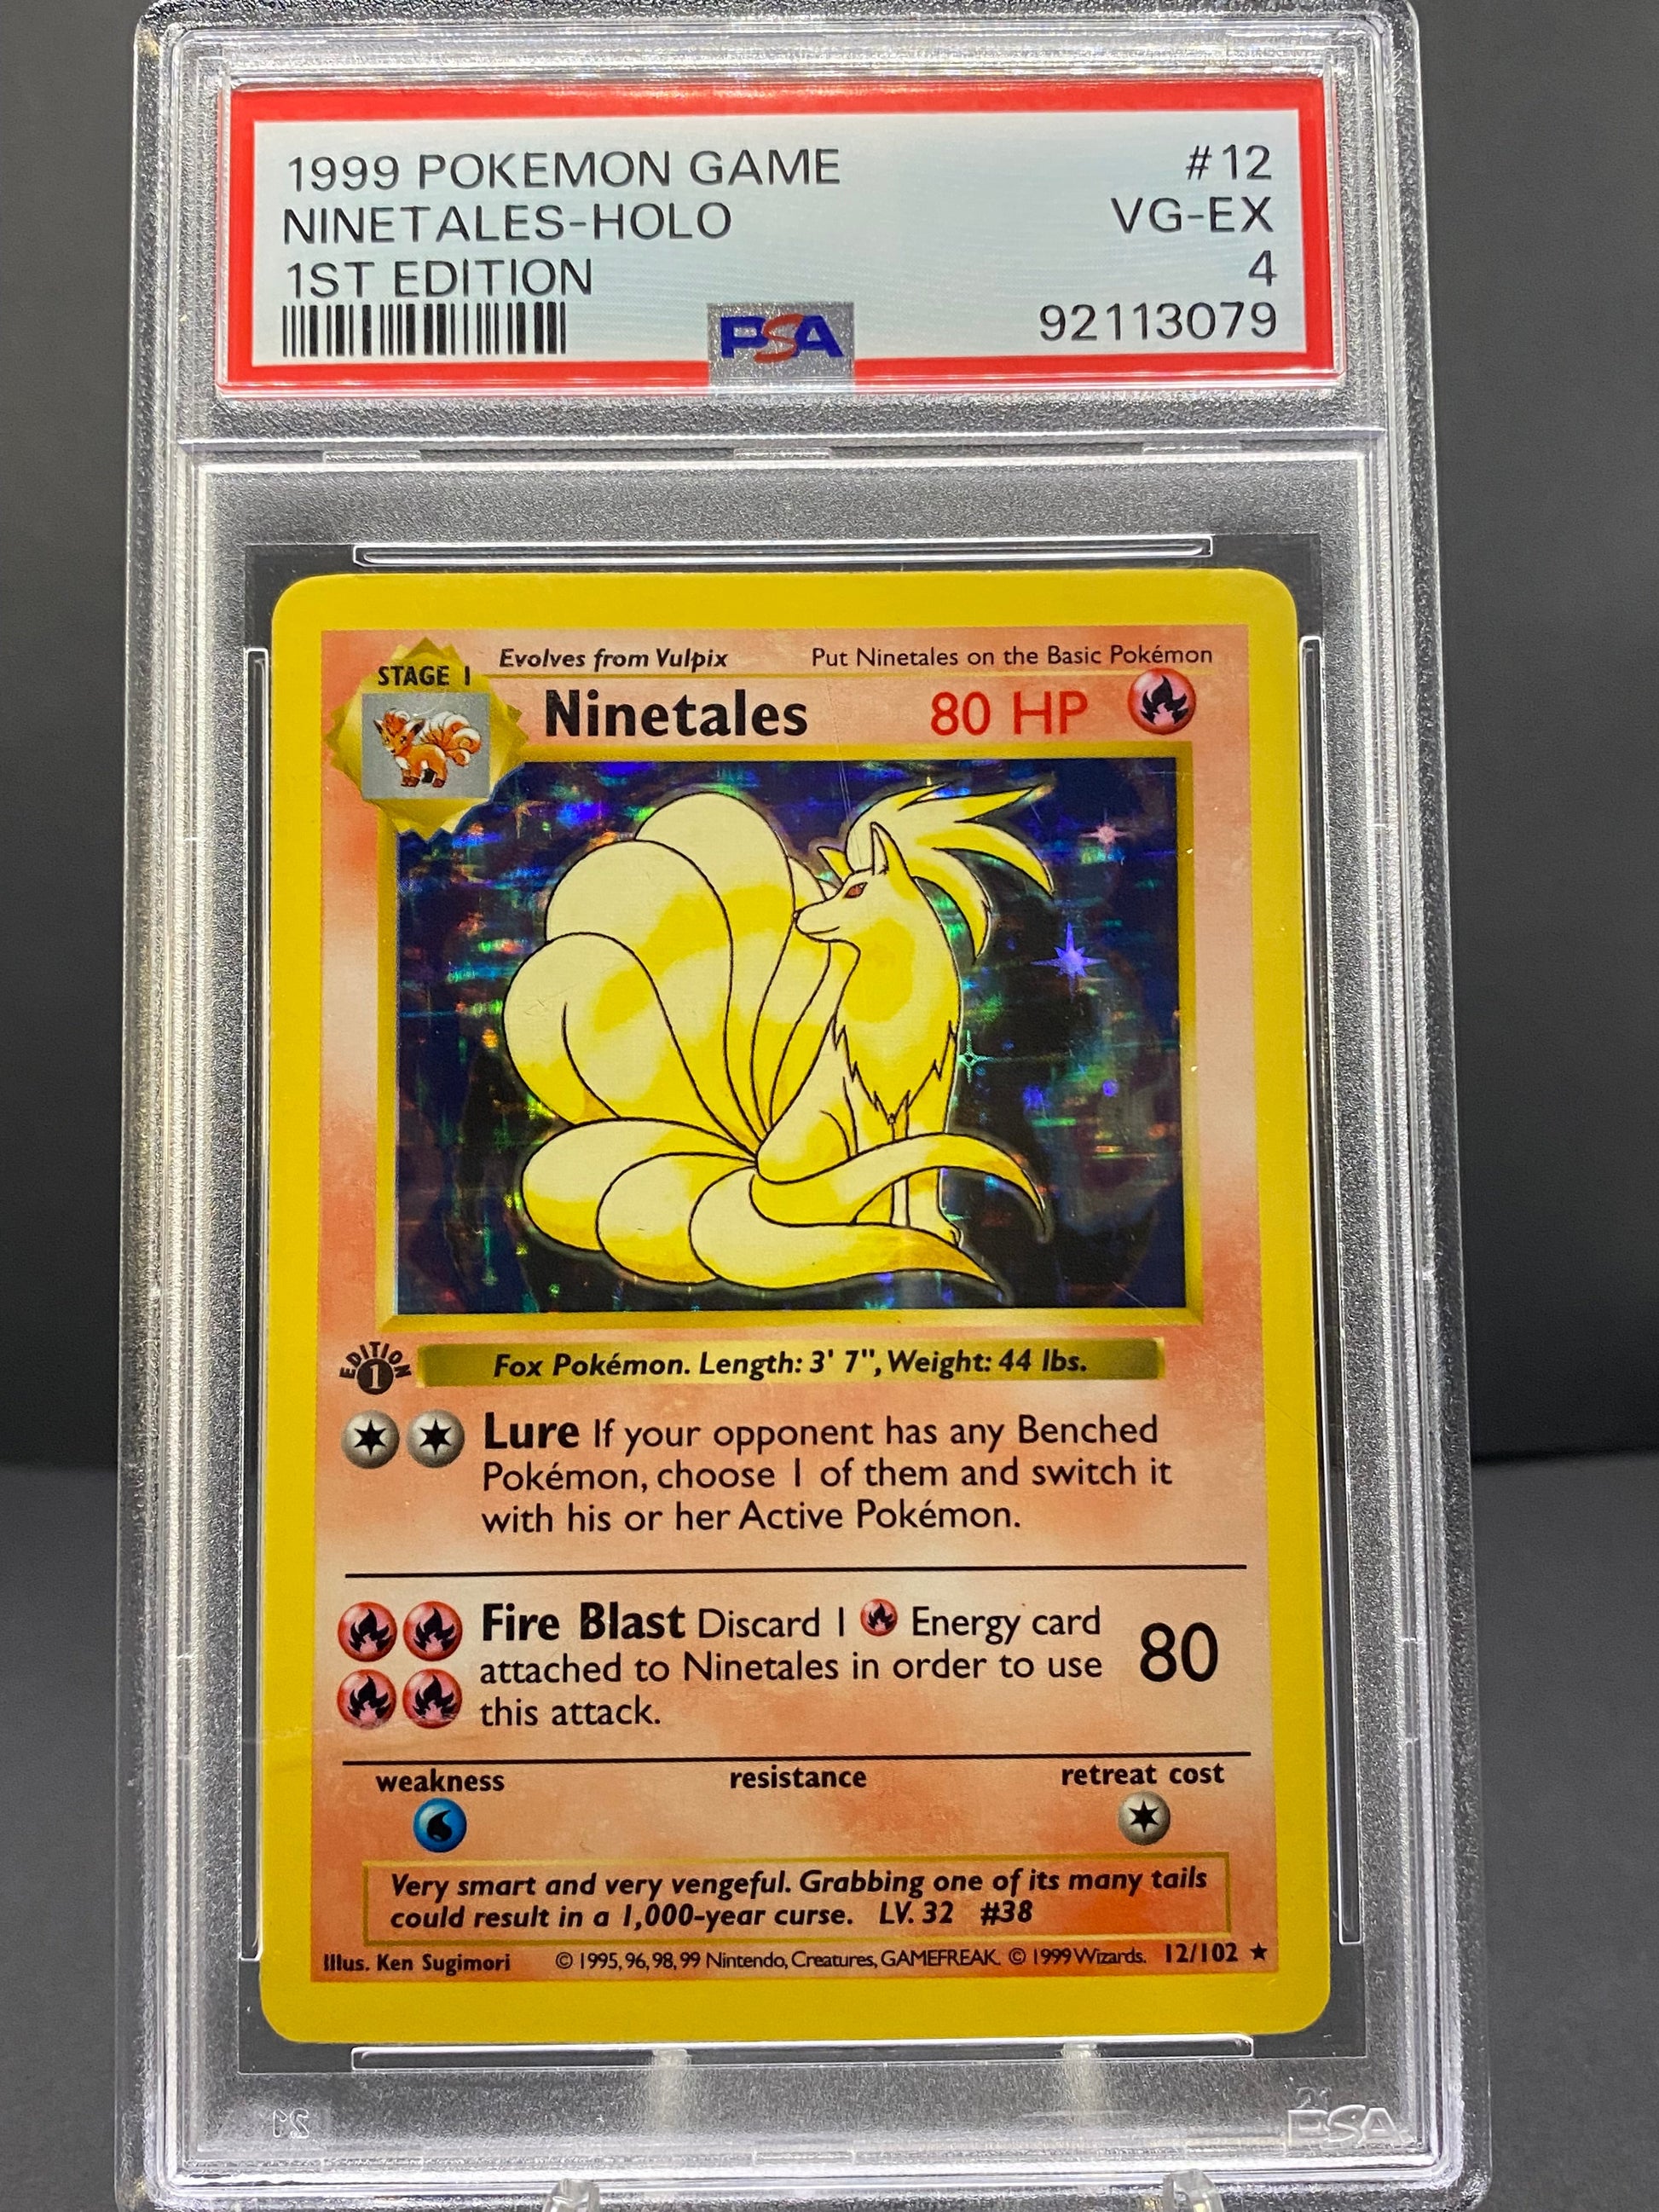 1999 POKEMON GAME #12
NINETALES-HOLO VG-EX
1ST EDITION 4
PSA 92113079
STAGE 1 Evolves from Vulpix Put Ninetales on the Basic Pokémon
Ninetales 80 HP
EDITION 1
Fox Pokémon. Length: 3' 7", Weight: 44 lbs.
Lure If your opponent has any Benched
Pokémon, choose 1 of them and switch it
with his or her Active Pokémon.
Fire Blast Discard 1 Energy card
attached to Ninetales in order to use 80
this attack.
weakness resistance retreat cost
Very smart and very vengeful. Grabbing one of its many tails
could result in a 1,000-year curse. LV. 32 #38
Illus. Ken Sugimori © 1995, 96, 98, 99 Nintendo, Creatures, GAMEFREAK. © 1999 Wizards. 12/102 ★
PSA